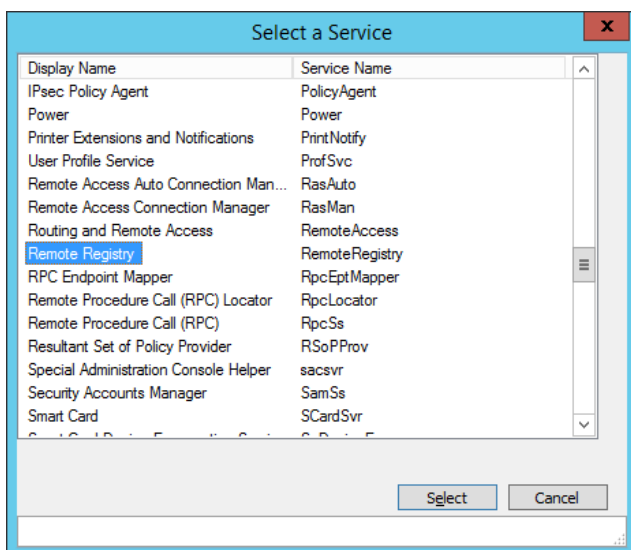 Select a Service
x
Display Name Service Name
IPsec Policy Agent PolicyAgent
Power Power
Printer Extensions and Notifications PrintNotify
User Profile Service ProfSvc
Remote Access Auto Connection Man... RasAuto
Remote Access Connection Manager RasMan
Routing and Remote Access RemoteAccess
Remote Registry RemoteRegistry
RPC Endpoint Mapper RpcEptMapper
Remote Procedure Call (RPC) Locator RpcLocator
Remote Procedure Call (RPC) RpcSs
Resultant Set of Policy Provider RSoPProv
Special Administration Console Helper sacsvr
Security Accounts Manager SamSs
Smart Card SCardSvr
Select Cancel